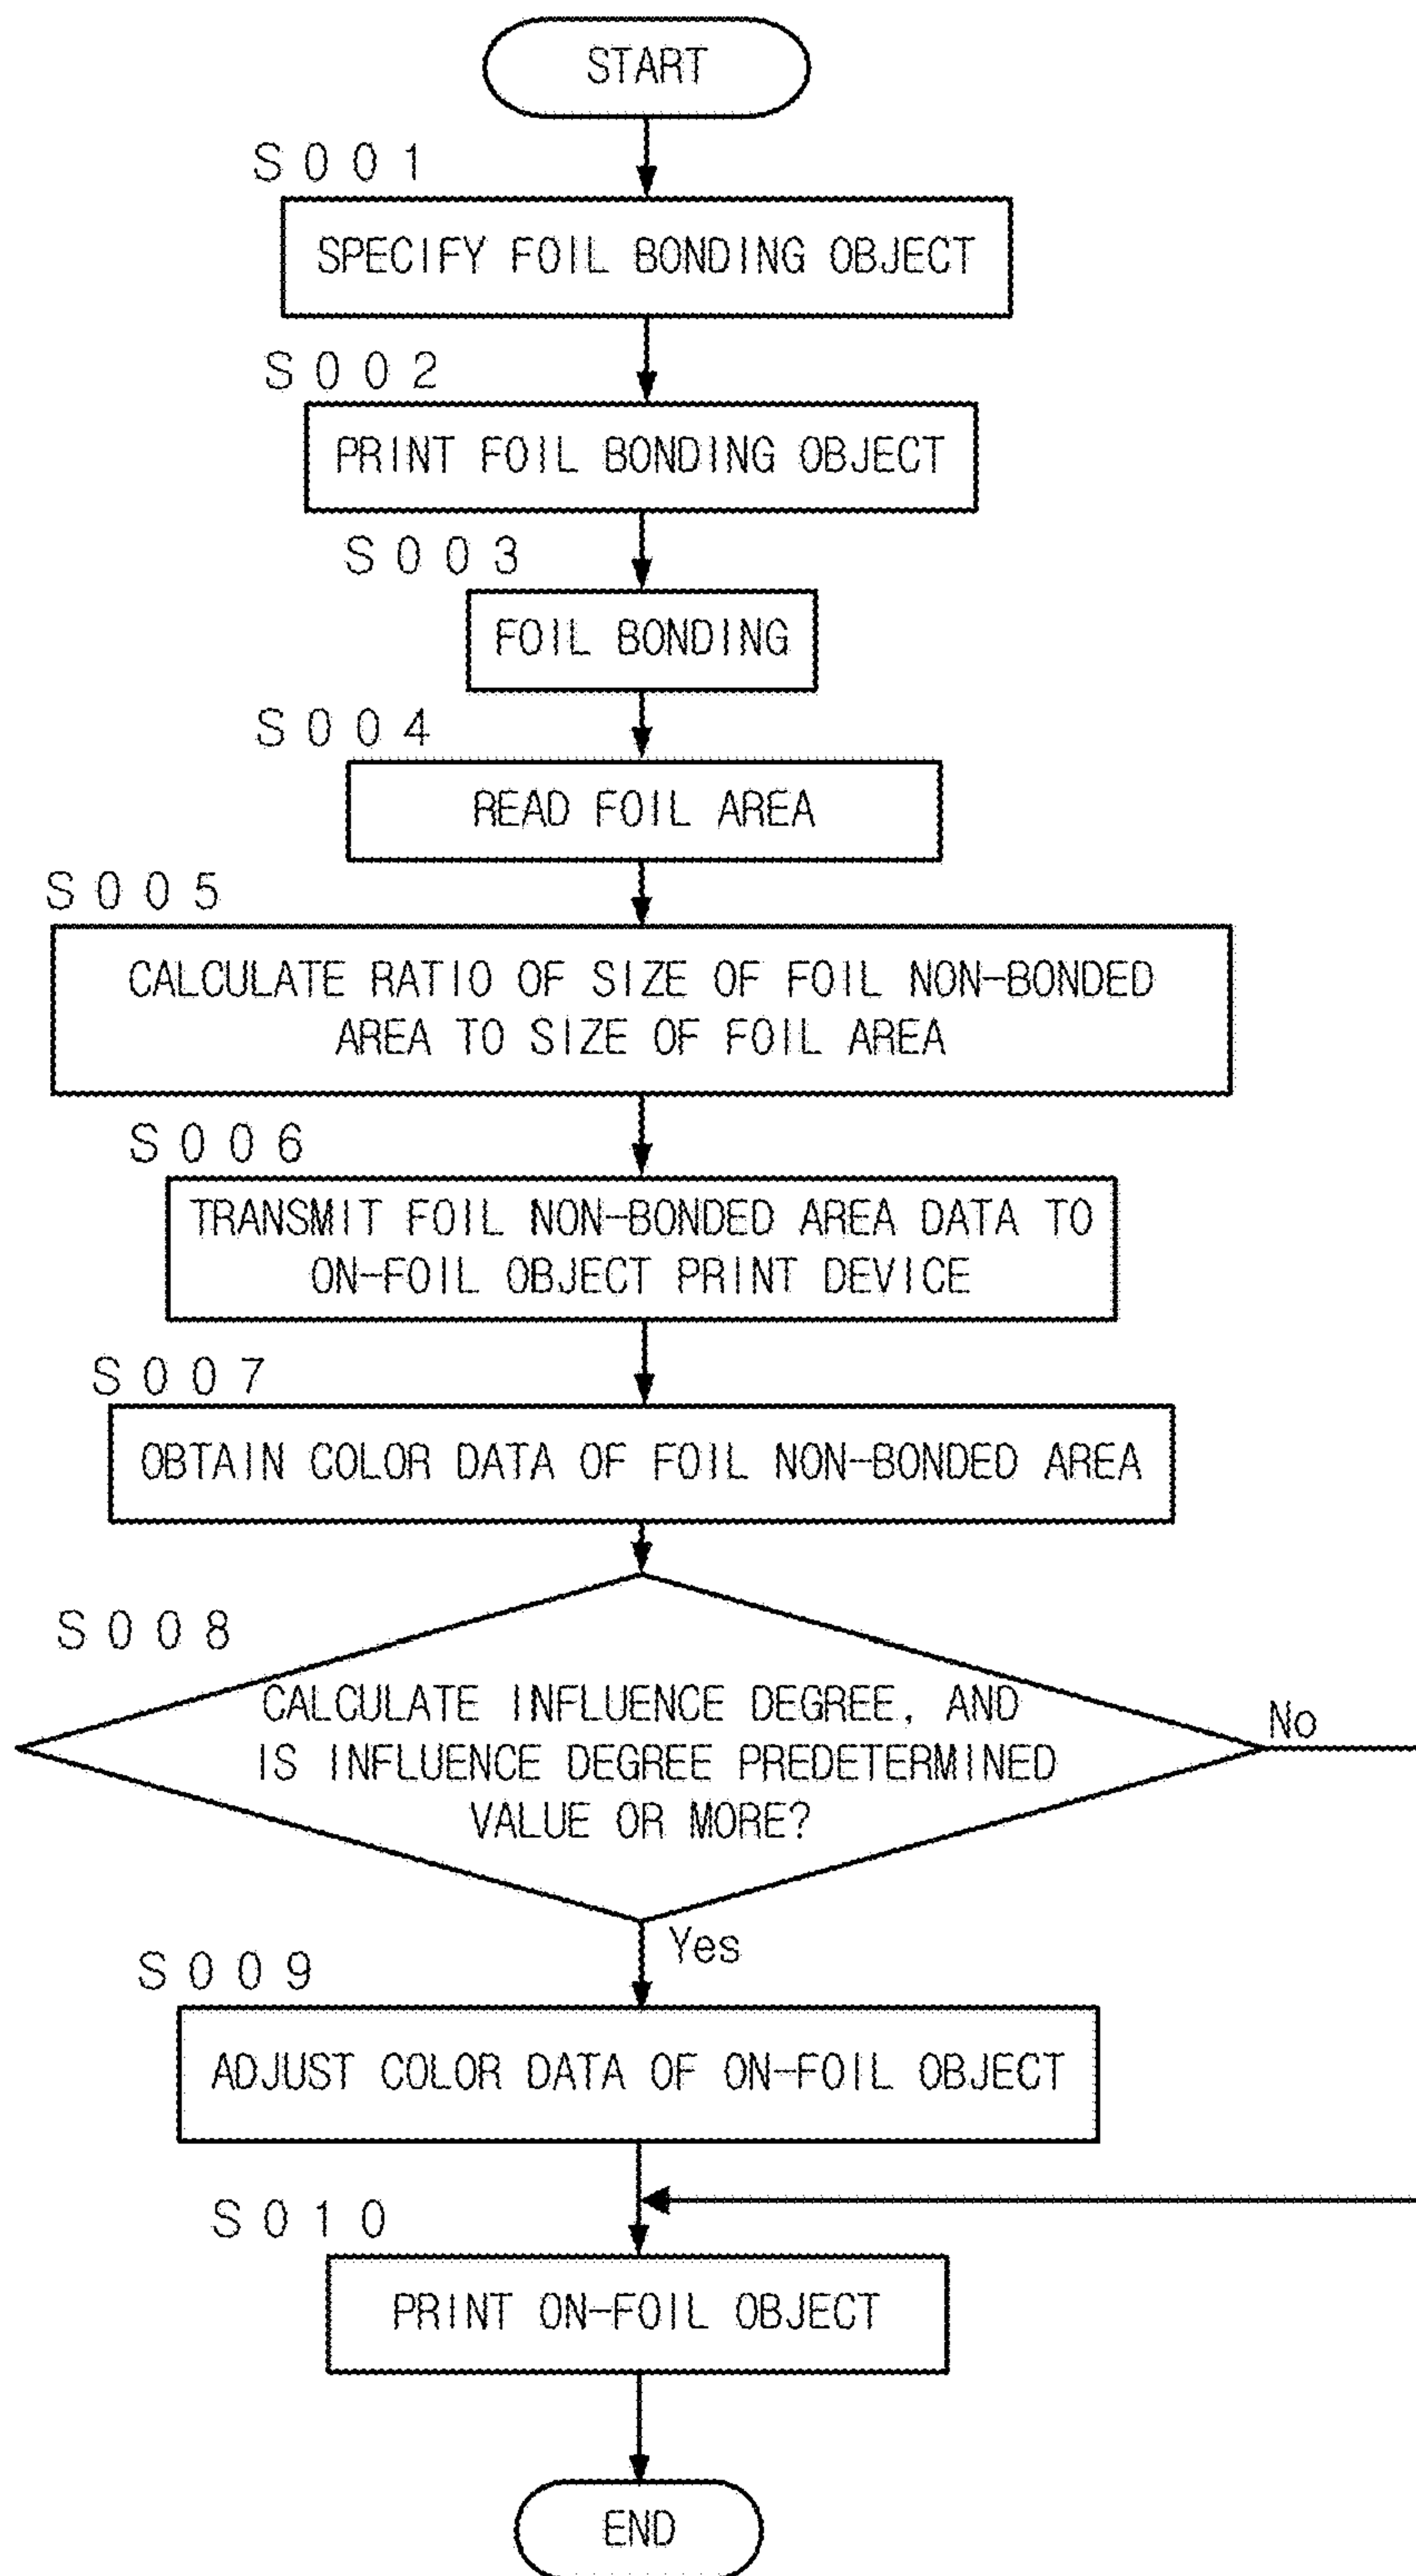 START
S001
SPECIFY FOIL BONDING OBJECT
S002
PRINT FOIL BONDING OBJECT
S003
FOIL BONDING
S004
READ FOIL AREA
S005
CALCULATE RATIO OF SIZE OF FOIL NON-BONDED
AREA TO SIZE OF FOIL AREA
S006
TRANSMIT FOIL NON-BONDED AREA DATA TO
ON-FOIL OBJECT PRINT DEVICE
S007
OBTAIN COLOR DATA OF FOIL NON-BONDED AREA
S008
CALCULATE INFLUENCE DEGREE, AND
IS INFLUENCE DEGREE PREDETERMINED
VALUE OR MORE?
No
Yes
S009
ADJUST COLOR DATA OF ON-FOIL OBJECT
S010
PRINT ON-FOIL OBJECT
END